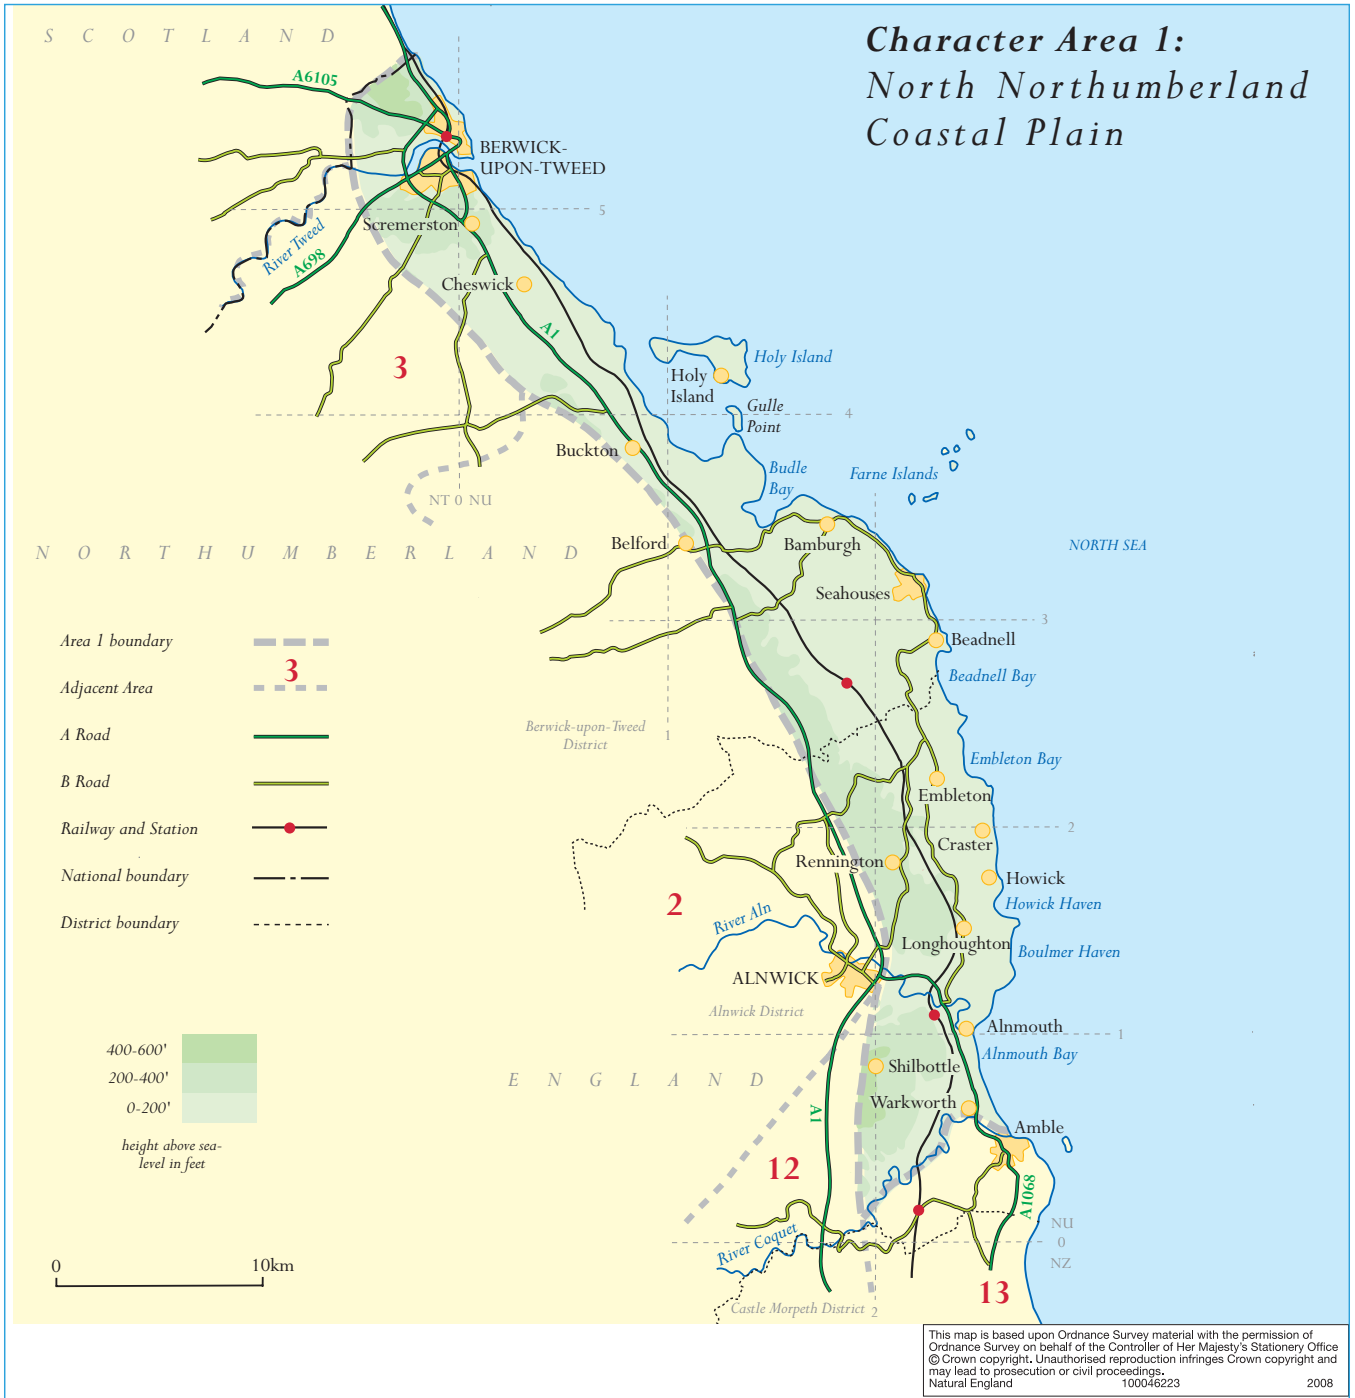 Character Area 1:
North Northumberland
Coastal Plain
SCOTLAND
A6105
BERWICK-
UPON-TWEED
5
Scremerston
River Tweed
A698
Cheswick
A1
3
Holy Island
Holy
Island
Gulle
Point
4
Buckton
Budle
Bay
Farne Islands
NT 0 NU
NORTHUMBERLAND
Belford
Bamburgh
NORTH SEA
Seahouses
3
Beadnell
Beadnell Bay
Area 1 boundary
3
Adjacent Area
A Road
B Road
Railway and Station
National boundary
District boundary
Berwick-upon-Tweed
District
1
Embleton Bay
Embleton
2
Craster
Rennington
Howick
2
Howick Haven
River Aln
Longhoughton
Boulmer Haven
ALNWICK
Alnwick District
Alnmouth
1
Alnmouth Bay
400-600'
200-400'
0-200'
height above sea-
level in feet
ENGLAND
Shilbottle
Warkworth
A1
Amble
12
A1068
NU
0
NZ
River Coquet
0
10km
13
Castle Morpeth District
2
This map is based upon Ordnance Survey material with the permission of
Ordnance Survey on behalf of the Controller of Her Majesty's Stationery Office
© Crown copyright. Unauthorised reproduction infringes Crown copyright and
may lead to prosecution or civil proceedings.
Natural England 100046223 2008